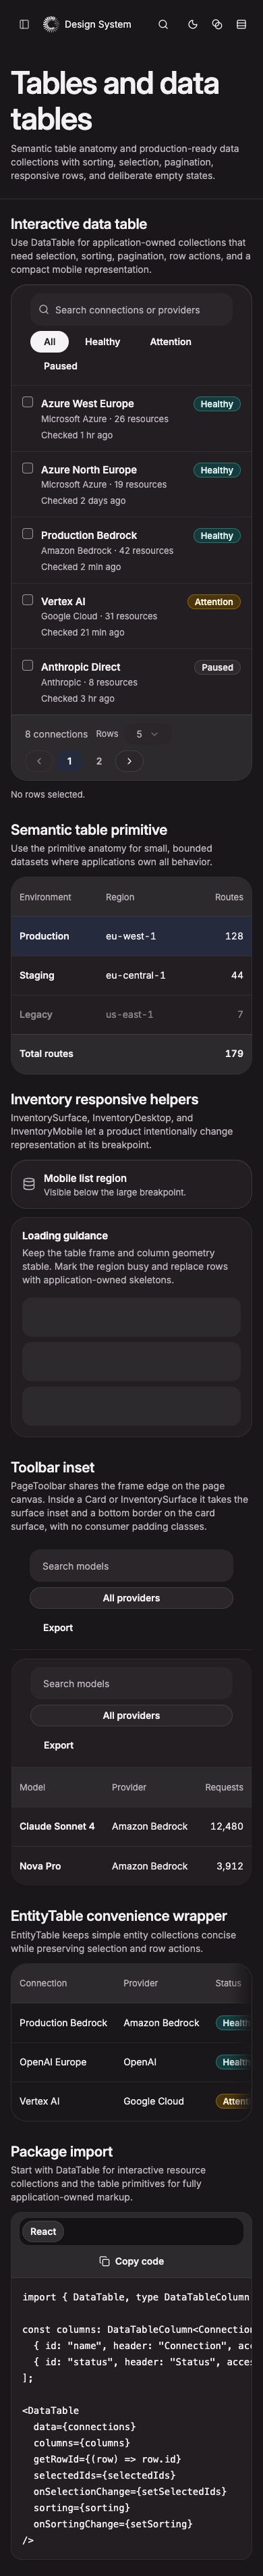 Design System
Tables and data
tables
Semantic table anatomy and production-ready data
collections with sorting, selection, pagination,
responsive rows, and deliberate empty states.
Interactive data table
Use DataTable for application-owned collections that
need selection, sorting, pagination, row actions, and a
compact mobile representation.
Search connections or providers
All Healthy Attention
Paused
Azure West Europe Healthy
Microsoft Azure · 26 resources
Checked 1 hr ago
Azure North Europe Healthy
Microsoft Azure · 19 resources
Checked 2 days ago
Production Bedrock Healthy
Amazon Bedrock · 42 resources
Checked 2 min ago
Vertex AI Attention
Google Cloud · 31 resources
Checked 21 min ago
Anthropic Direct Paused
Anthropic · 8 resources
Checked 3 hr ago
8 connections Rows 5
1 2
No rows selected.
Semantic table primitive
Use the primitive anatomy for small, bounded
datasets where applications own all behavior.
Environment Region Routes
Production eu-west-1 128
Staging eu-central-1 44
Legacy us-east-1 7
Total routes 179
Inventory responsive helpers
InventorySurface, InventoryDesktop, and
InventoryMobile let a product intentionally change
representation at its breakpoint.
Mobile list region
Visible below the large breakpoint.
Loading guidance
Keep the table frame and column geometry
stable. Mark the region busy and replace rows
with application-owned skeletons.
Toolbar inset
PageToolbar shares the frame edge on the page
canvas. Inside a Card or InventorySurface it takes the
surface inset and a bottom border on the card
surface, with no consumer padding classes.
Search models
All providers
Export
Search models
All providers
Export
Model Provider Requests
Claude Sonnet 4 Amazon Bedrock 12,480
Nova Pro Amazon Bedrock 3,912
EntityTable convenience wrapper
EntityTable keeps simple entity collections concise
while preserving selection and row actions.
Connection Provider Status
Production Bedrock Amazon Bedrock Health
OpenAI Europe OpenAI Health
Vertex AI Google Cloud Attent
Package import
Start with DataTable for interactive resource
collections and the table primitives for fully
application-owned markup.
React
Copy code
import { DataTable, type DataTableColumn
const columns: DataTableColumn<Connection
{ id: "name", header: "Connection", acc
{ id: "status", header: "Status", acces
];
<DataTable
data={connections}
columns={columns}
getRowId={(row) => row.id}
selectedIds={selectedIds}
onSelectionChange={setSelectedIds}
sorting={sorting}
onSortingChange={setSorting}
/>